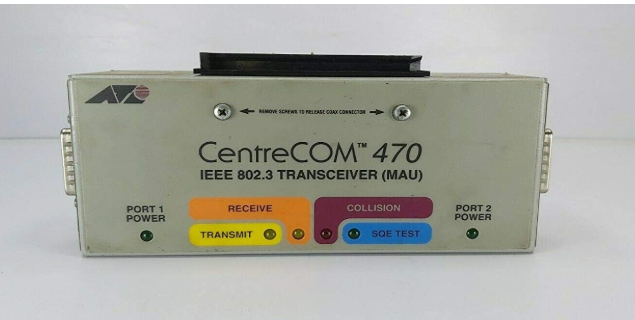 ATI
REMOVE SCREWS TO RELEASE COAX CONNECTOR
CentreCOM™ 470
IEEE 802.3 TRANSCEIVER (MAU)
PORT 1
POWER
RECEIVE
COLLISION
PORT 2
POWER
TRANSMIT
SQE TEST